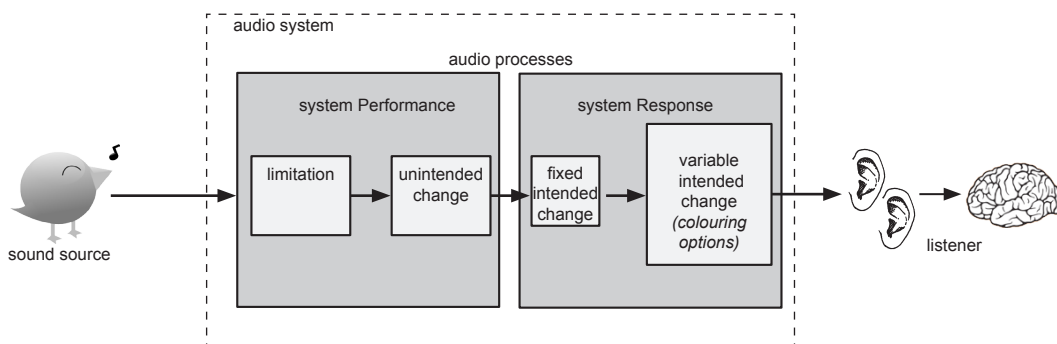 audio system
audio processes
system Performance
system Response
limitation
unintended
change
fixed
intended
change
variable
intended
change
(colouring
options)
sound source
listener